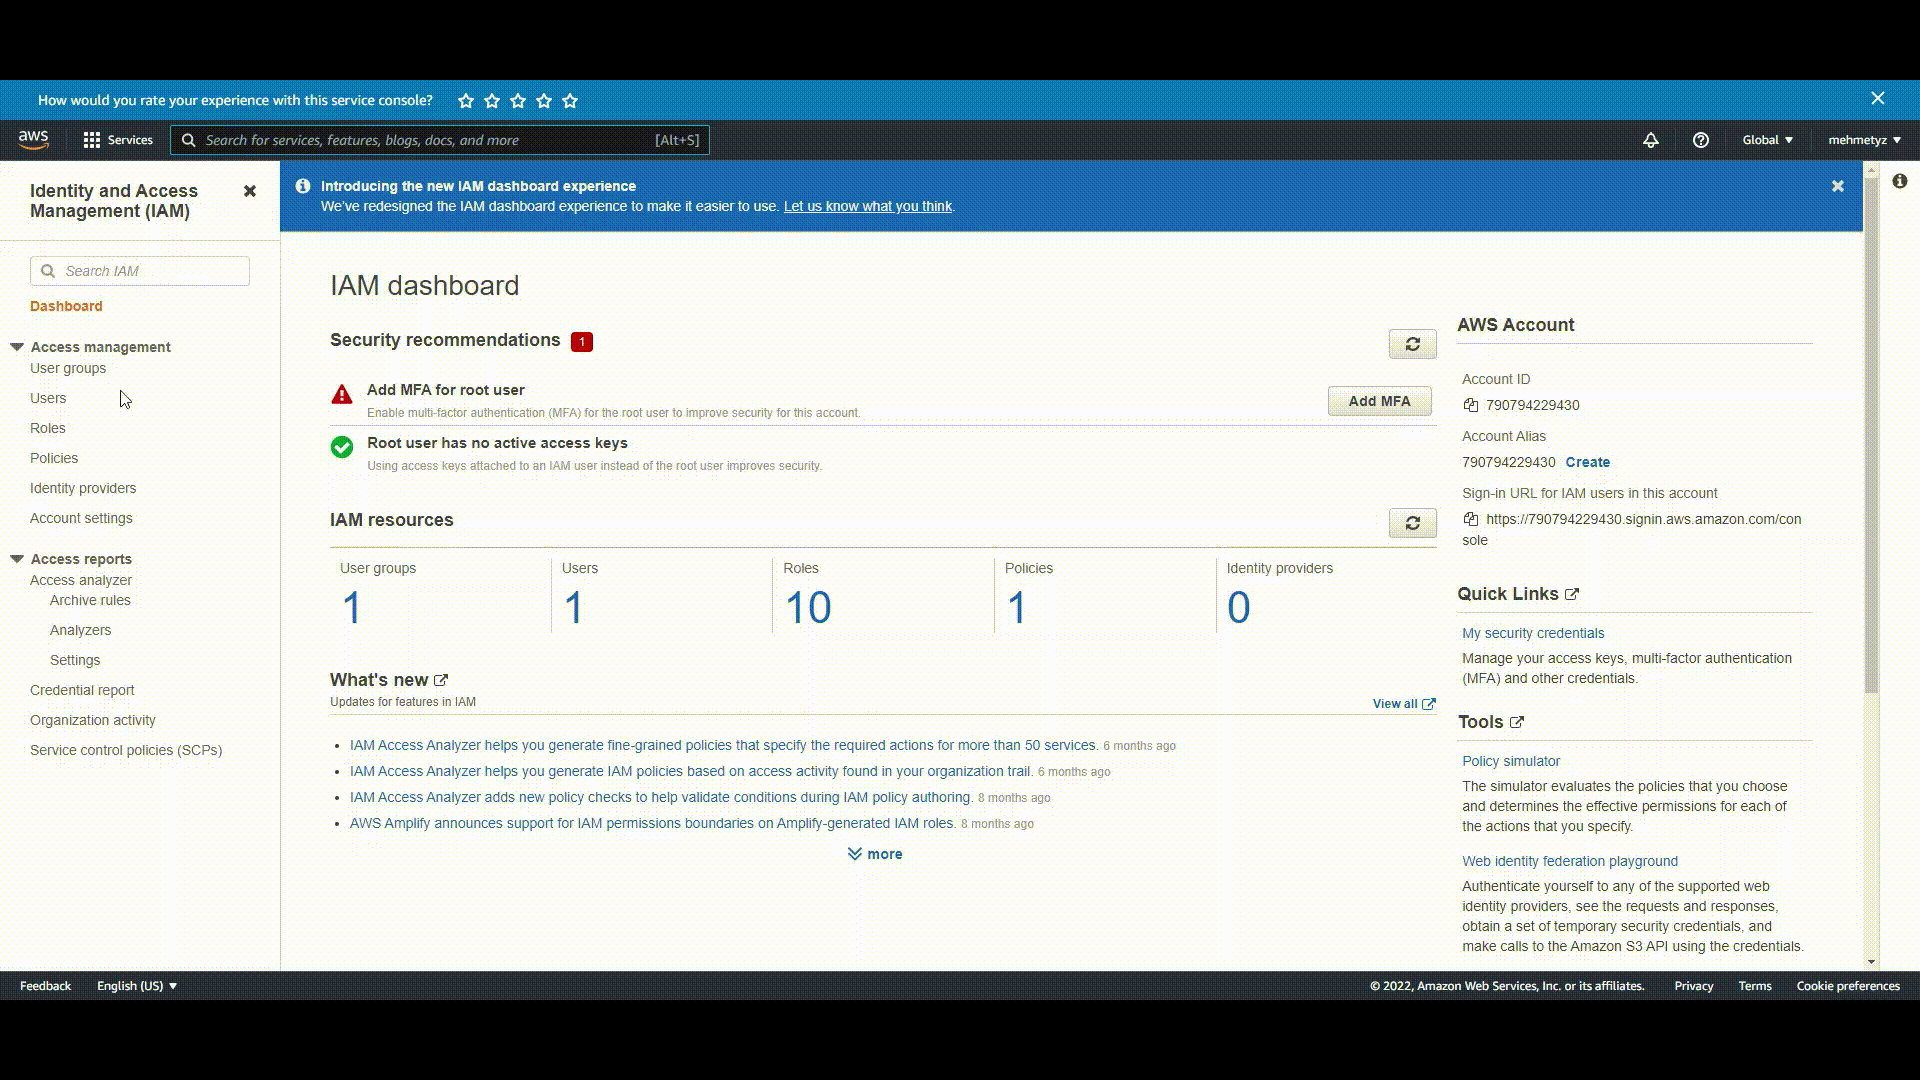 How would you rate your experience with this service console?
aws
Services
Search for services, features, blogs, docs, and more
[Alt+S]
Global
mehmetyz
Identity and Access
Management (IAM)
Search IAM
Dashboard
Access management
User groups
Users
Roles
Policies
Identity providers
Account settings
Access reports
Access analyzer
Archive rules
Analyzers
Settings
Credential report
Organization activity
Service control policies (SCPs)
Introducing the new IAM dashboard experience
We've redesigned the IAM dashboard experience to make it easier to use. Let us know what you think.
IAM dashboard
Security recommendations 1
Add MFA for root user
Enable multi-factor authentication (MFA) for the root user to improve security for this account.
Add MFA
Root user has no active access keys
Using access keys attached to an IAM user instead of the root user improves security.
IAM resources
User groups
1
Users
1
Roles
10
Policies
1
Identity providers
0
What's new
Updates for features in IAM
View all
• IAM Access Analyzer helps you generate fine-grained policies that specify the required actions for more than 50 services. 6 months ago
• IAM Access Analyzer helps you generate IAM policies based on access activity found in your organization trail. 6 months ago
• IAM Access Analyzer adds new policy checks to help validate conditions during IAM policy authoring. 8 months ago
• AWS Amplify announces support for IAM permissions boundaries on Amplify-generated IAM roles. 8 months ago
more
AWS Account
Account ID
790794229430
Account Alias
790794229430 Create
Sign-in URL for IAM users in this account
https://790794229430.signin.aws.amazon.com/con
sole
Quick Links
My security credentials
Manage your access keys, multi-factor authentication
(MFA) and other credentials.
Tools
Policy simulator
The simulator evaluates the policies that you choose
and determines the effective permissions for each of
the actions that you specify.
Web identity federation playground
Authenticate yourself to any of the supported web
identity providers, see the requests and responses,
obtain a set of temporary security credentials, and
make calls to the Amazon S3 API using the credentials.
Feedback
English (US)
© 2022, Amazon Web Services, Inc. or its affiliates.
Privacy
Terms
Cookie preferences